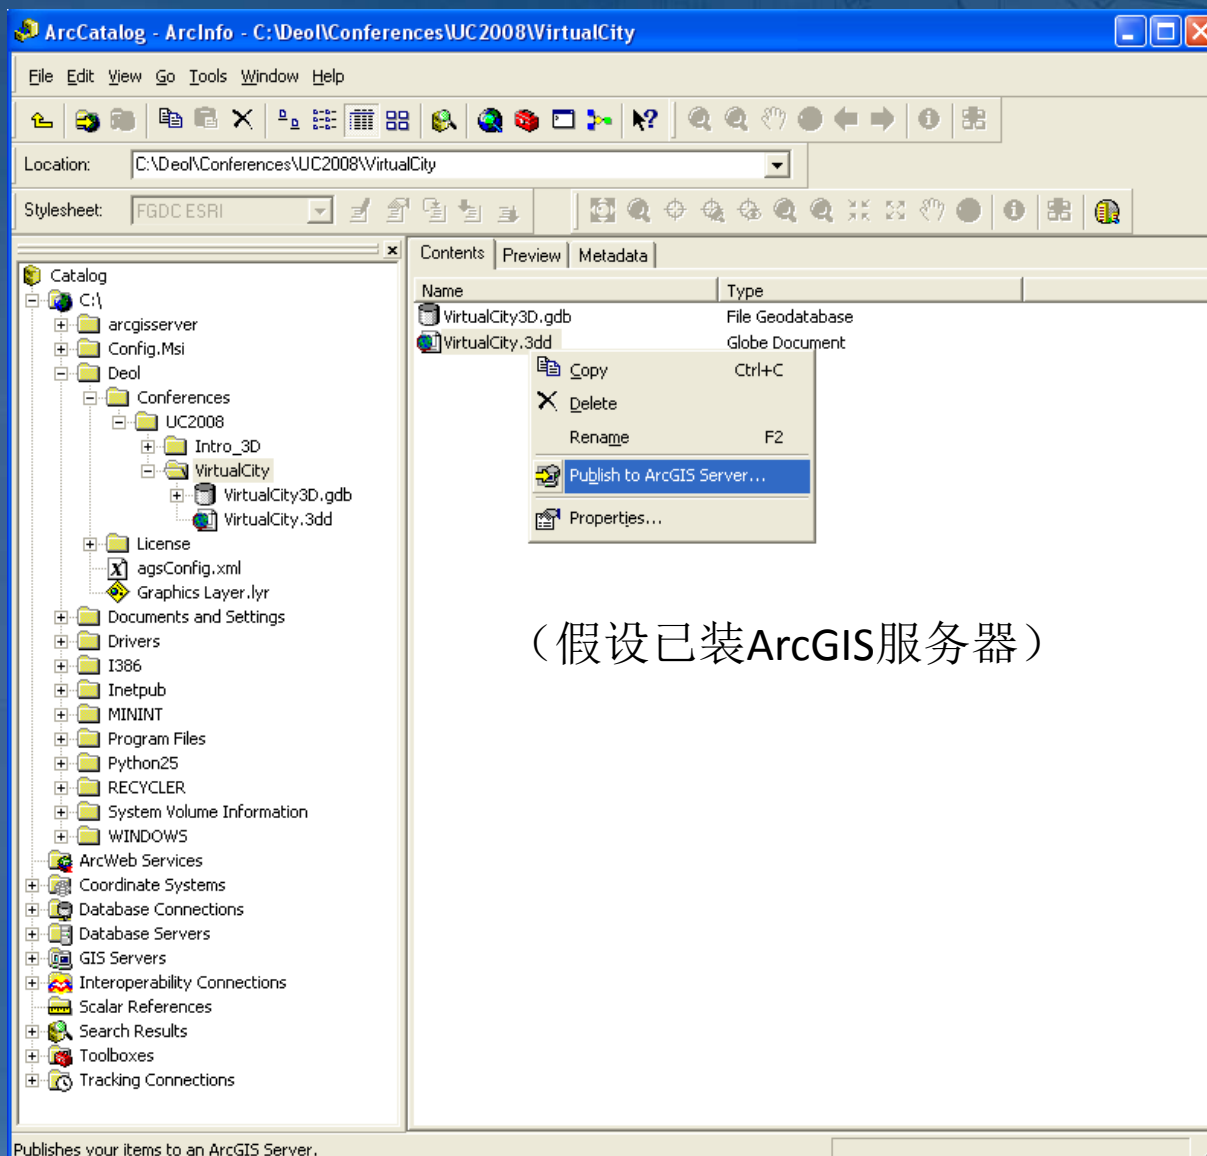 ArcCatalog - ArcInfo - C:\Deol\Conferences\UC2008\VirtualCity
File Edit View Go Tools Window Help
Location: C:\Deol\Conferences\UC2008\VirtualCity
Stylesheet: FGDC ESRI
Contents Preview Metadata
Name Type
VirtualCity3D.gdb File Geodatabase
VirtualCity.3dd Globe Document
Copy Ctrl+C
Delete
Rename F2
Publish to ArcGIS Server...
Properties...
（假设已装ArcGIS服务器）
Catalog
C:\
arcgisserver
Config.Msi
Deol
Conferences
UC2008
Intro_3D
VirtualCity
VirtualCity3D.gdb
VirtualCity.3dd
License
agsConfig.xml
Graphics Layer.lyr
Documents and Settings
Drivers
I386
Inetpub
MININT
Program Files
Python25
RECYCLER
System Volume Information
WINDOWS
ArcWeb Services
Coordinate Systems
Database Connections
Database Servers
GIS Servers
Interoperability Connections
Scalar References
Search Results
Toolboxes
Tracking Connections
Publishes your items to an ArcGIS Server.